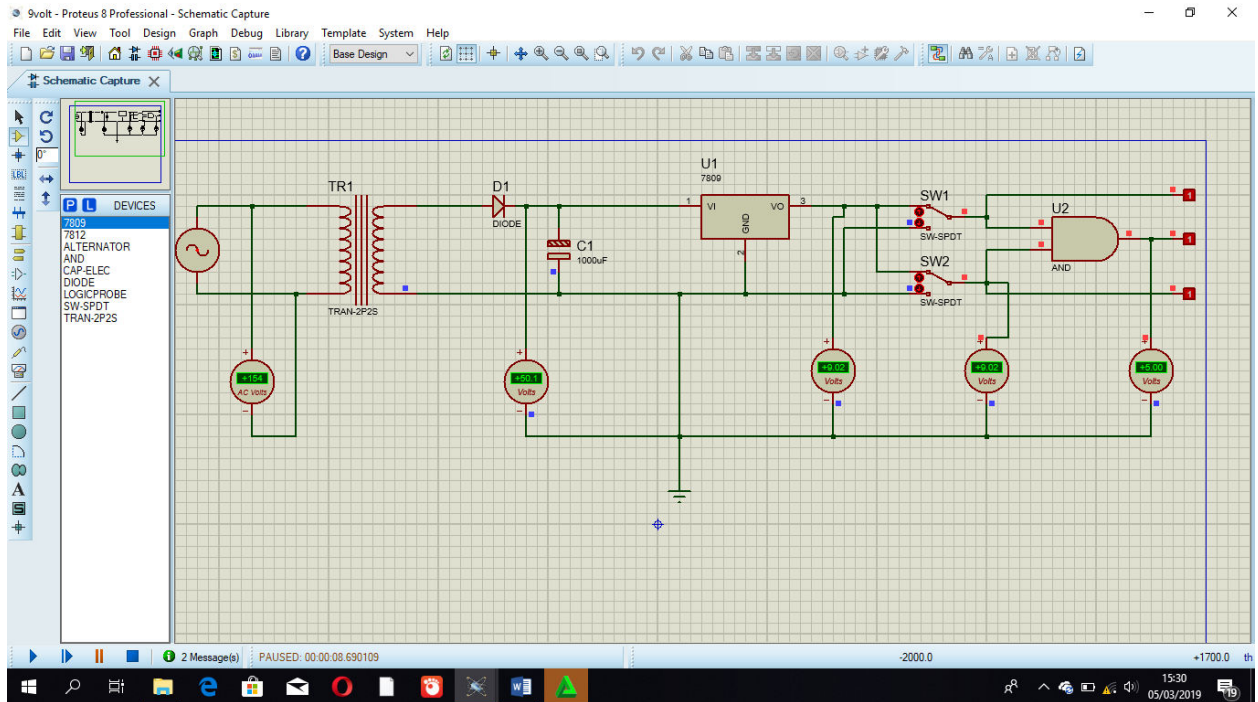 9volt - Proteus 8 Professional - Schematic Capture
File Edit View Tool Design Graph Debug Library Template System Help
Base Design
Schematic Capture
0°
LBL
P L DEVICES
7809
7812
ALTERNATOR
AND
CAP-ELEC
DIODE
LOGICPROBE
SW-SPDT
TRAN-2P2S
A
S
TR1
TRAN-2P2S
D1
DIODE
C1
1000uF
U1
7809
1 VI VO 3
GND
2
SW1
SW-SPDT
SW2
SW-SPDT
U2
AND
1
1
1
+
+154
AC Volts
−
+
+50.1
Volts
−
+
+9.02
Volts
−
+
+9.02
Volts
−
+
+5.00
Volts
−
2 Message(s) PAUSED: 00:00:08.690109 -2000.0 +1700.0 th
15:30
05/03/2019
19